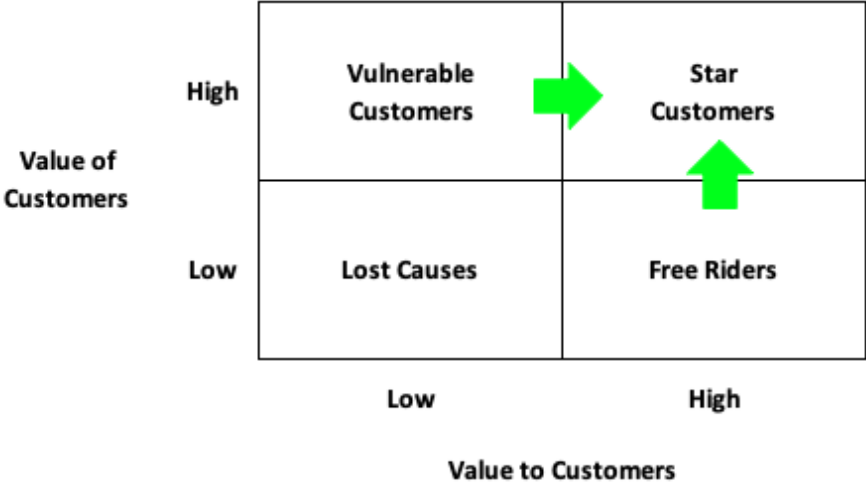 High
Vulnerable
Customers
Star
Customers
Value of
Customers
Low
Lost Causes
Free Riders
Low
High
Value to Customers